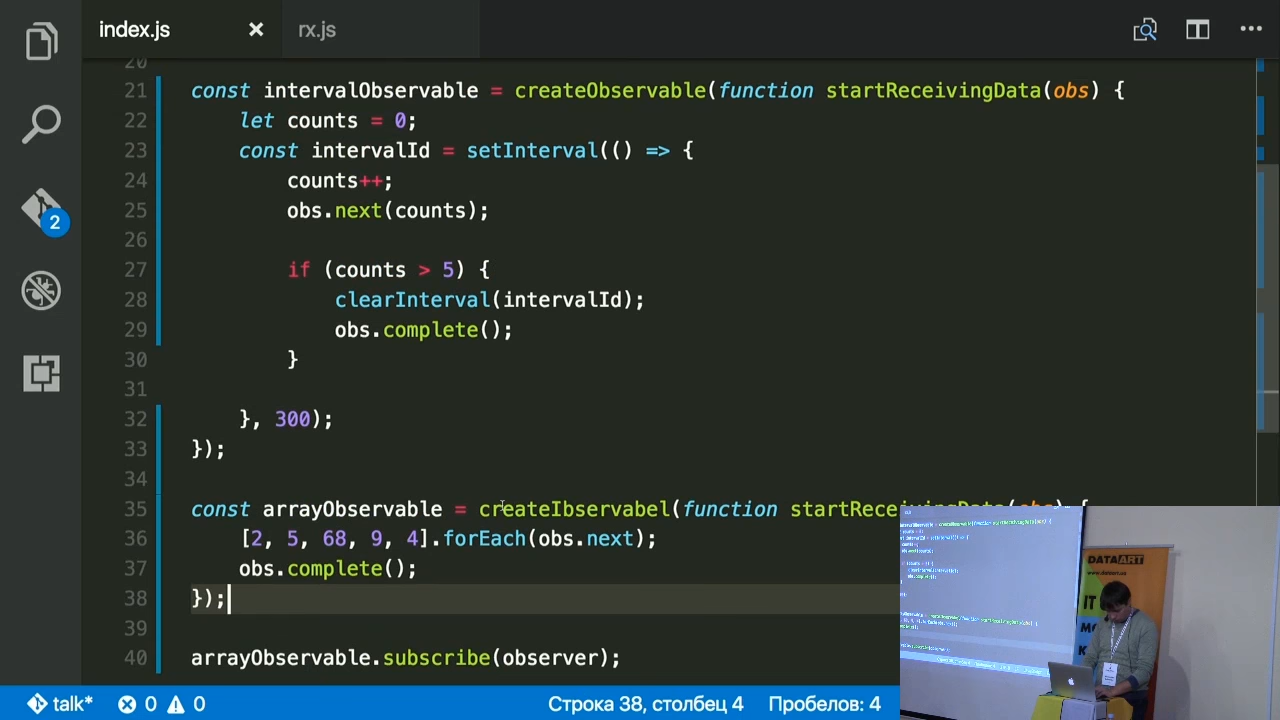 index.js × rx.js
20
21 const intervalObservable = createObservable(function startReceivingData(obs) {
22 let counts = 0;
23 const intervalId = setInterval(() => {
24 counts++;
25 obs.next(counts);
26
27 if (counts > 5) {
28 clearInterval(intervalId);
29 obs.complete();
30 }
31
32 }, 300);
33 });
34
35 const arrayObservable = createIbservabel(function startReceivingData(obs) {
36 [2, 5, 68, 9, 4].forEach(obs.next);
37 obs.complete();
38 });
39
40 arrayObservable.subscribe(observer);
2
talk* 0 0 Строка 38, столбец 4 Пробелов: 4
DATAART
IT